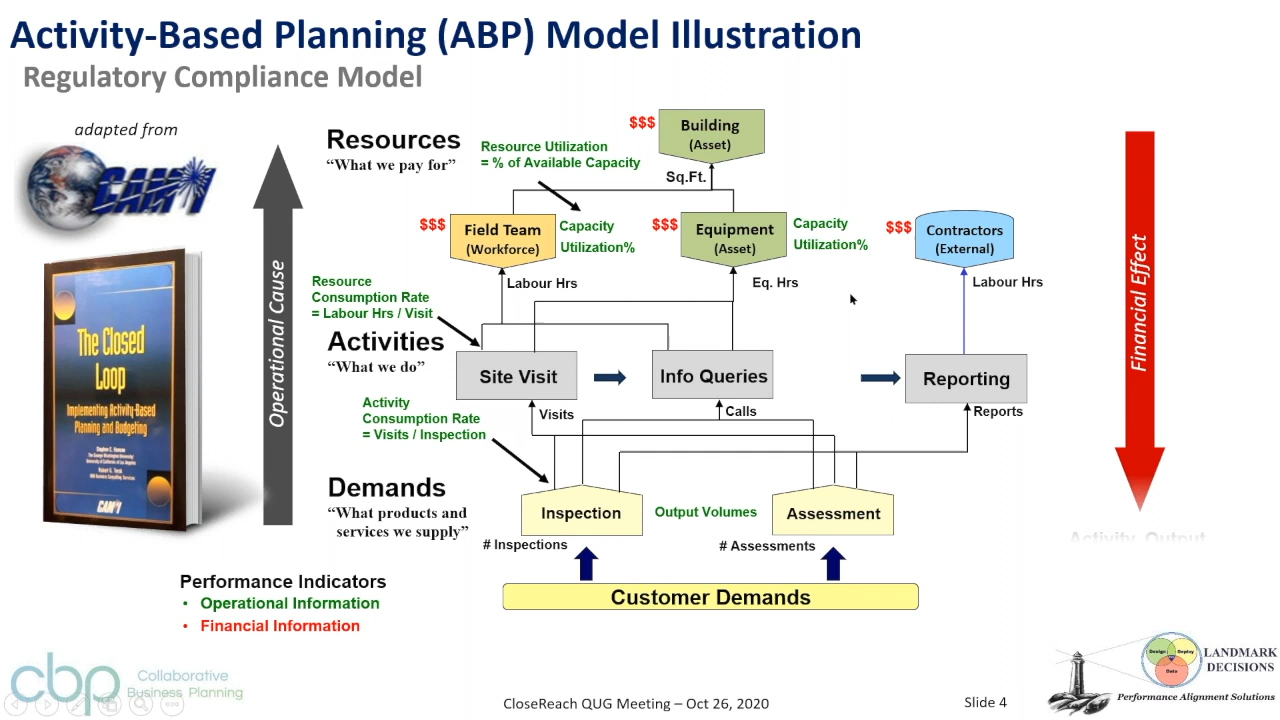 Activity-Based Planning (ABP) Model Illustration
Regulatory Compliance Model
adapted from
CAM-I
The Closed
Loop
Implementing Activity-Based
Planning and Budgeting
CAM-I
Operational Cause
Resources
“What we pay for”
Resource Utilization
= % of Available Capacity
$$$
Building
(Asset)
Sq.Ft.
$$$
Field Team
(Workforce)
Capacity
Utilization%
$$$
Equipment
(Asset)
Capacity
Utilization%
$$$
Contractors
(External)
Labour Hrs
Eq. Hrs
Labour Hrs
Resource
Consumption Rate
= Labour Hrs / Visit
Activities
“What we do”
Site Visit
Info Queries
Reporting
Visits
Calls
Reports
Activity
Consumption Rate
= Visits / Inspection
Demands
“What products and
services we supply”
Inspection
Output Volumes
Assessment
# Inspections
# Assessments
Customer Demands
Financial Effect
Activity Output
Performance Indicators
• Operational Information
• Financial Information
cbp Collaborative
Business Planning
CloseReach QUG Meeting – Oct 26, 2020
Slide 4
Design
Deploy
Data
LANDMARK
DECISIONS
Performance Alignment Solutions